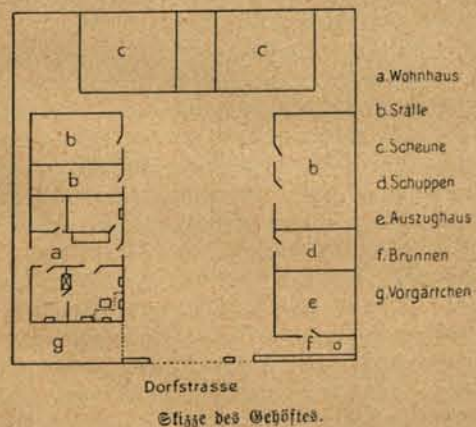 c c
a. Wohnhaus
b. Ställe
c. Scheune
d. Schuppen
e. Auszughaus
f. Brunnen
g. Vorgärtchen
b b
b
d
a
e
g f o
Dorfstrasse
Skizze des Gehöftes.